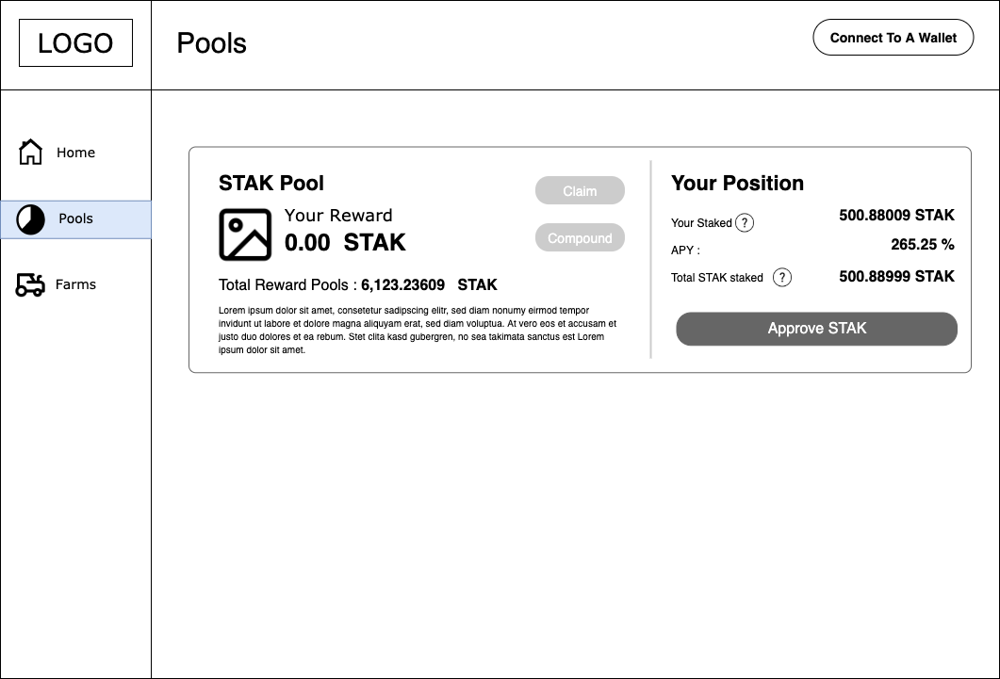 LOGO
Pools
Connect To A Wallet
Home
Pools
Farms
STAK Pool
Claim
Your Reward
0.00 STAK
Compound
Total Reward Pools : 6,123.23609 STAK
Lorem ipsum dolor sit amet, consetetur sadipscing elitr, sed diam nonumy eirmod tempor
invidunt ut labore et dolore magna aliquyam erat, sed diam voluptua. At vero eos et accusam et
justo duo dolores et ea rebum. Stet clita kasd gubergren, no sea takimata sanctus est Lorem
ipsum dolor sit amet.
Your Position
Your Staked ? 500.88009 STAK
APY : 265.25 %
Total STAK staked ? 500.88999 STAK
Approve STAK